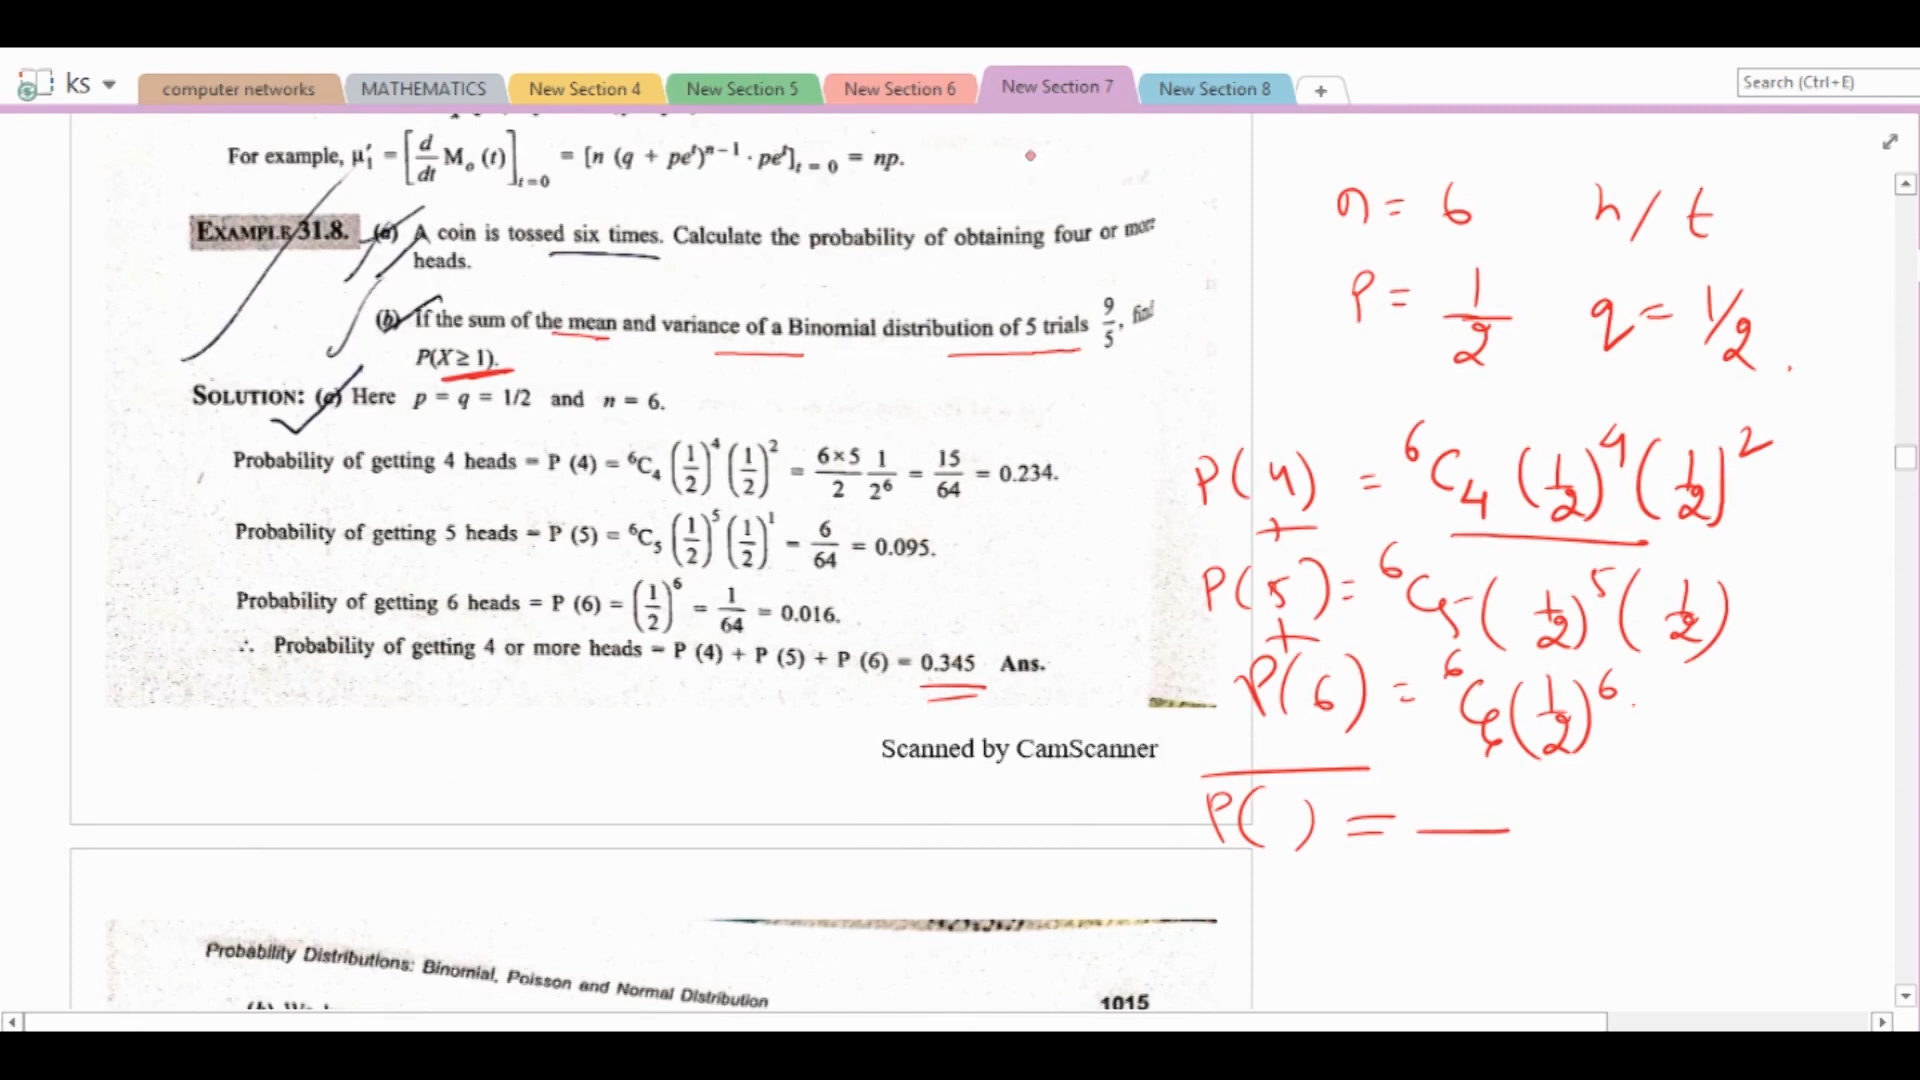 ks
computer networks
MATHEMATICS
New Section 4
New Section 5
New Section 6
New Section 7
New Section 8
+
Search (Ctrl+E)
For example, μ′₁ = [d/dt M₀ (t)]ₜ₌₀ = [n (q + peᵗ)ⁿ⁻¹ · peᵗ]ₜ₌₀ = np.
EXAMPLE 31.8. (a) A coin is tossed six times. Calculate the probability of obtaining four or more
heads.
(b) If the sum of the mean and variance of a Binomial distribution of 5 trials 9/5, find
P(X ≥ 1).
SOLUTION: (a) Here p = q = 1/2 and n = 6.
Probability of getting 4 heads = P (4) = ⁶C₄ (1/2)⁴ (1/2)² = 6×5/2 1/2⁶ = 15/64 = 0.234.
Probability of getting 5 heads = P (5) = ⁶C₅ (1/2)⁵ (1/2)¹ = 6/64 = 0.095.
Probability of getting 6 heads = P (6) = (1/2)⁶ = 1/64 = 0.016.
∴ Probability of getting 4 or more heads = P (4) + P (5) + P (6) = 0.345 Ans.
Scanned by CamScanner
n = 6 h / t
P = 1/2 q = 1/2
P(4) = ⁶C₄ (1/2)⁴ (1/2)²
+
P(5) = ⁶C₅ (1/2)⁵ (1/2)
+
P(6) = ⁶C₆ (1/2)⁶
P( ) =
Probability Distributions: Binomial, Poisson and Normal Distribution
1015